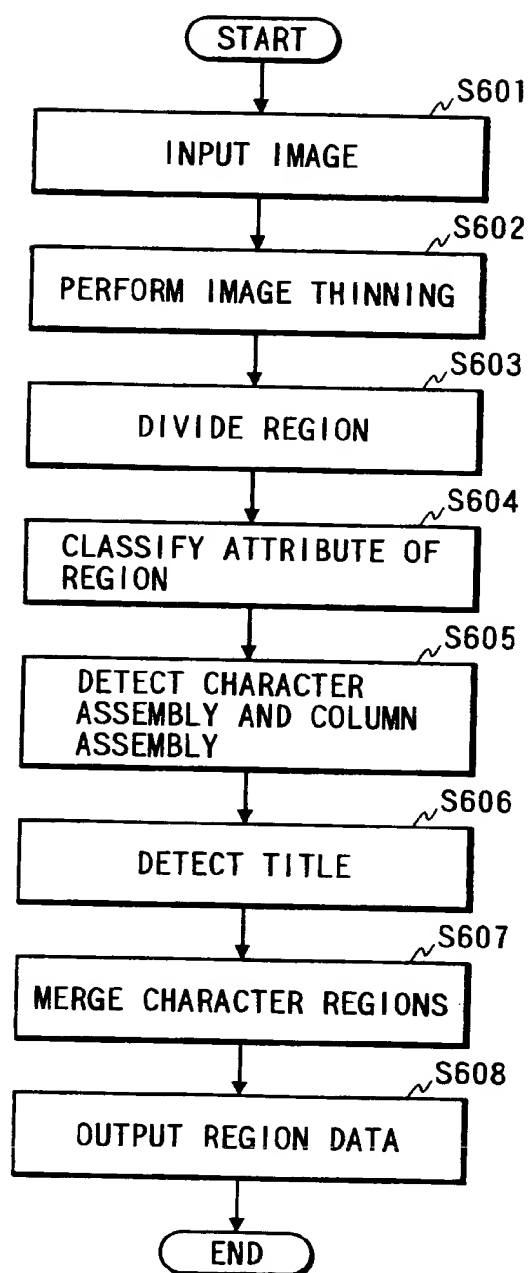 START
S601
INPUT IMAGE
S602
PERFORM IMAGE THINNING
S603
DIVIDE REGION
S604
CLASSIFY ATTRIBUTE OF
REGION
S605
DETECT CHARACTER
ASSEMBLY AND COLUMN
ASSEMBLY
S606
DETECT TITLE
S607
MERGE CHARACTER REGIONS
S608
OUTPUT REGION DATA
END